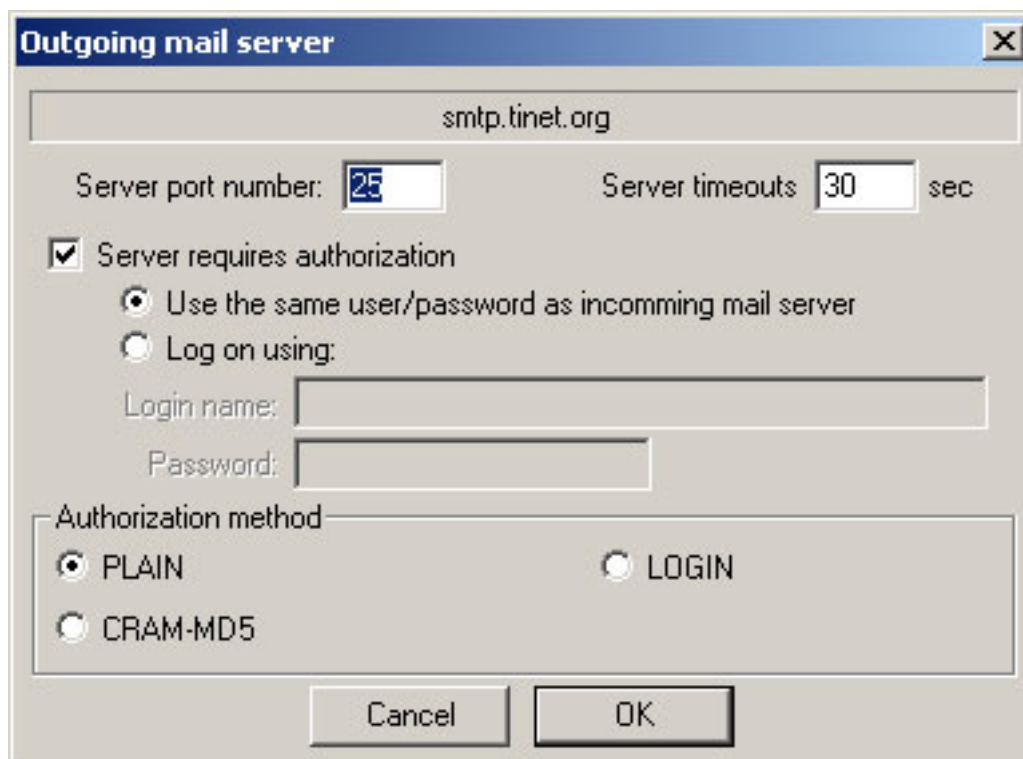 Outgoing mail server
smtp.tinet.org
Server port number: 25 Server timeouts 30 sec
Server requires authorization
Use the same user/password as incomming mail server
Log on using:
Login name:
Password:
Authorization method
PLAIN LOGIN
CRAM-MD5
Cancel OK